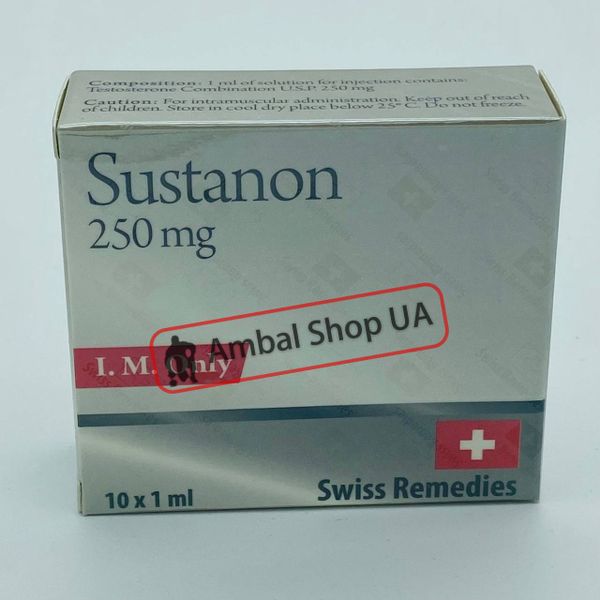 Composition: 1 ml of solution for injection contains:
Testosterone Combination U.S.P. 250 mg
Caution: For intramuscular administration. Keep out of reach
of children. Store in cool dry place below 25° C. Do not freeze.
Sustanon
250 mg
Ambal Shop UA
I. M. Only
10 x 1 ml
Swiss Remedies